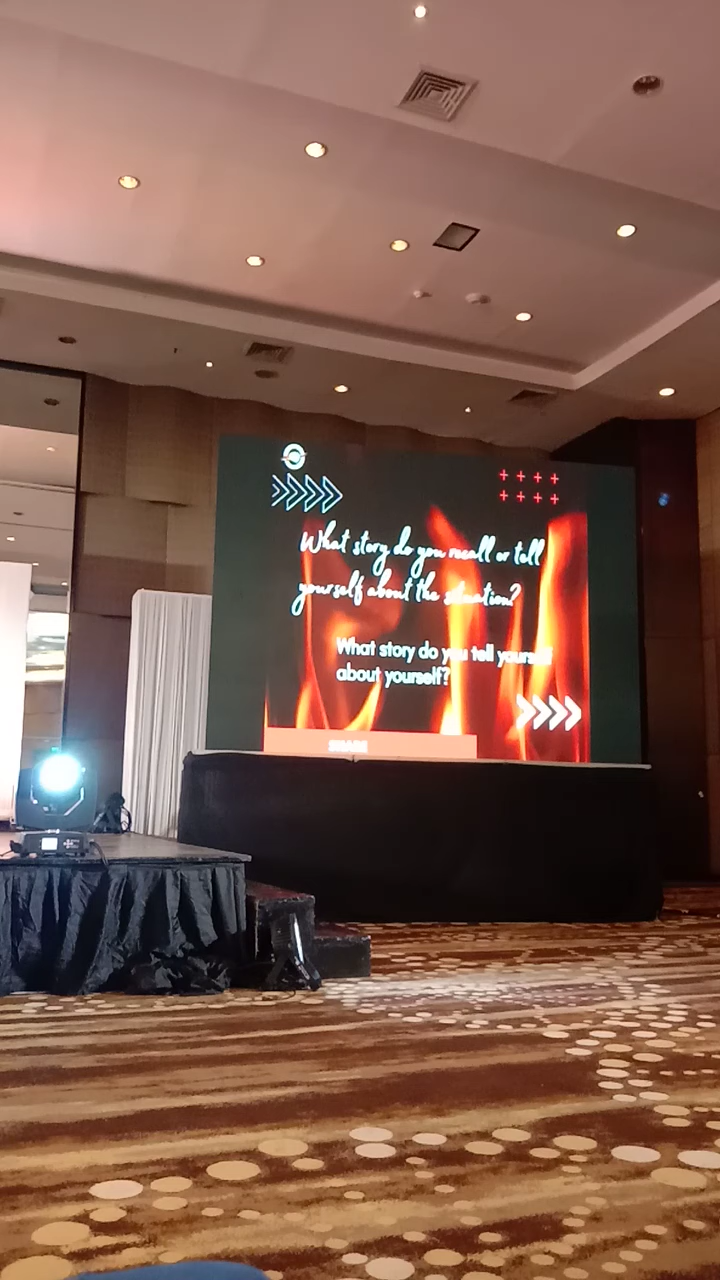 What story do you recall or tell
yourself about the situation?
What story do you tell yourself
about yourself?
SHARE